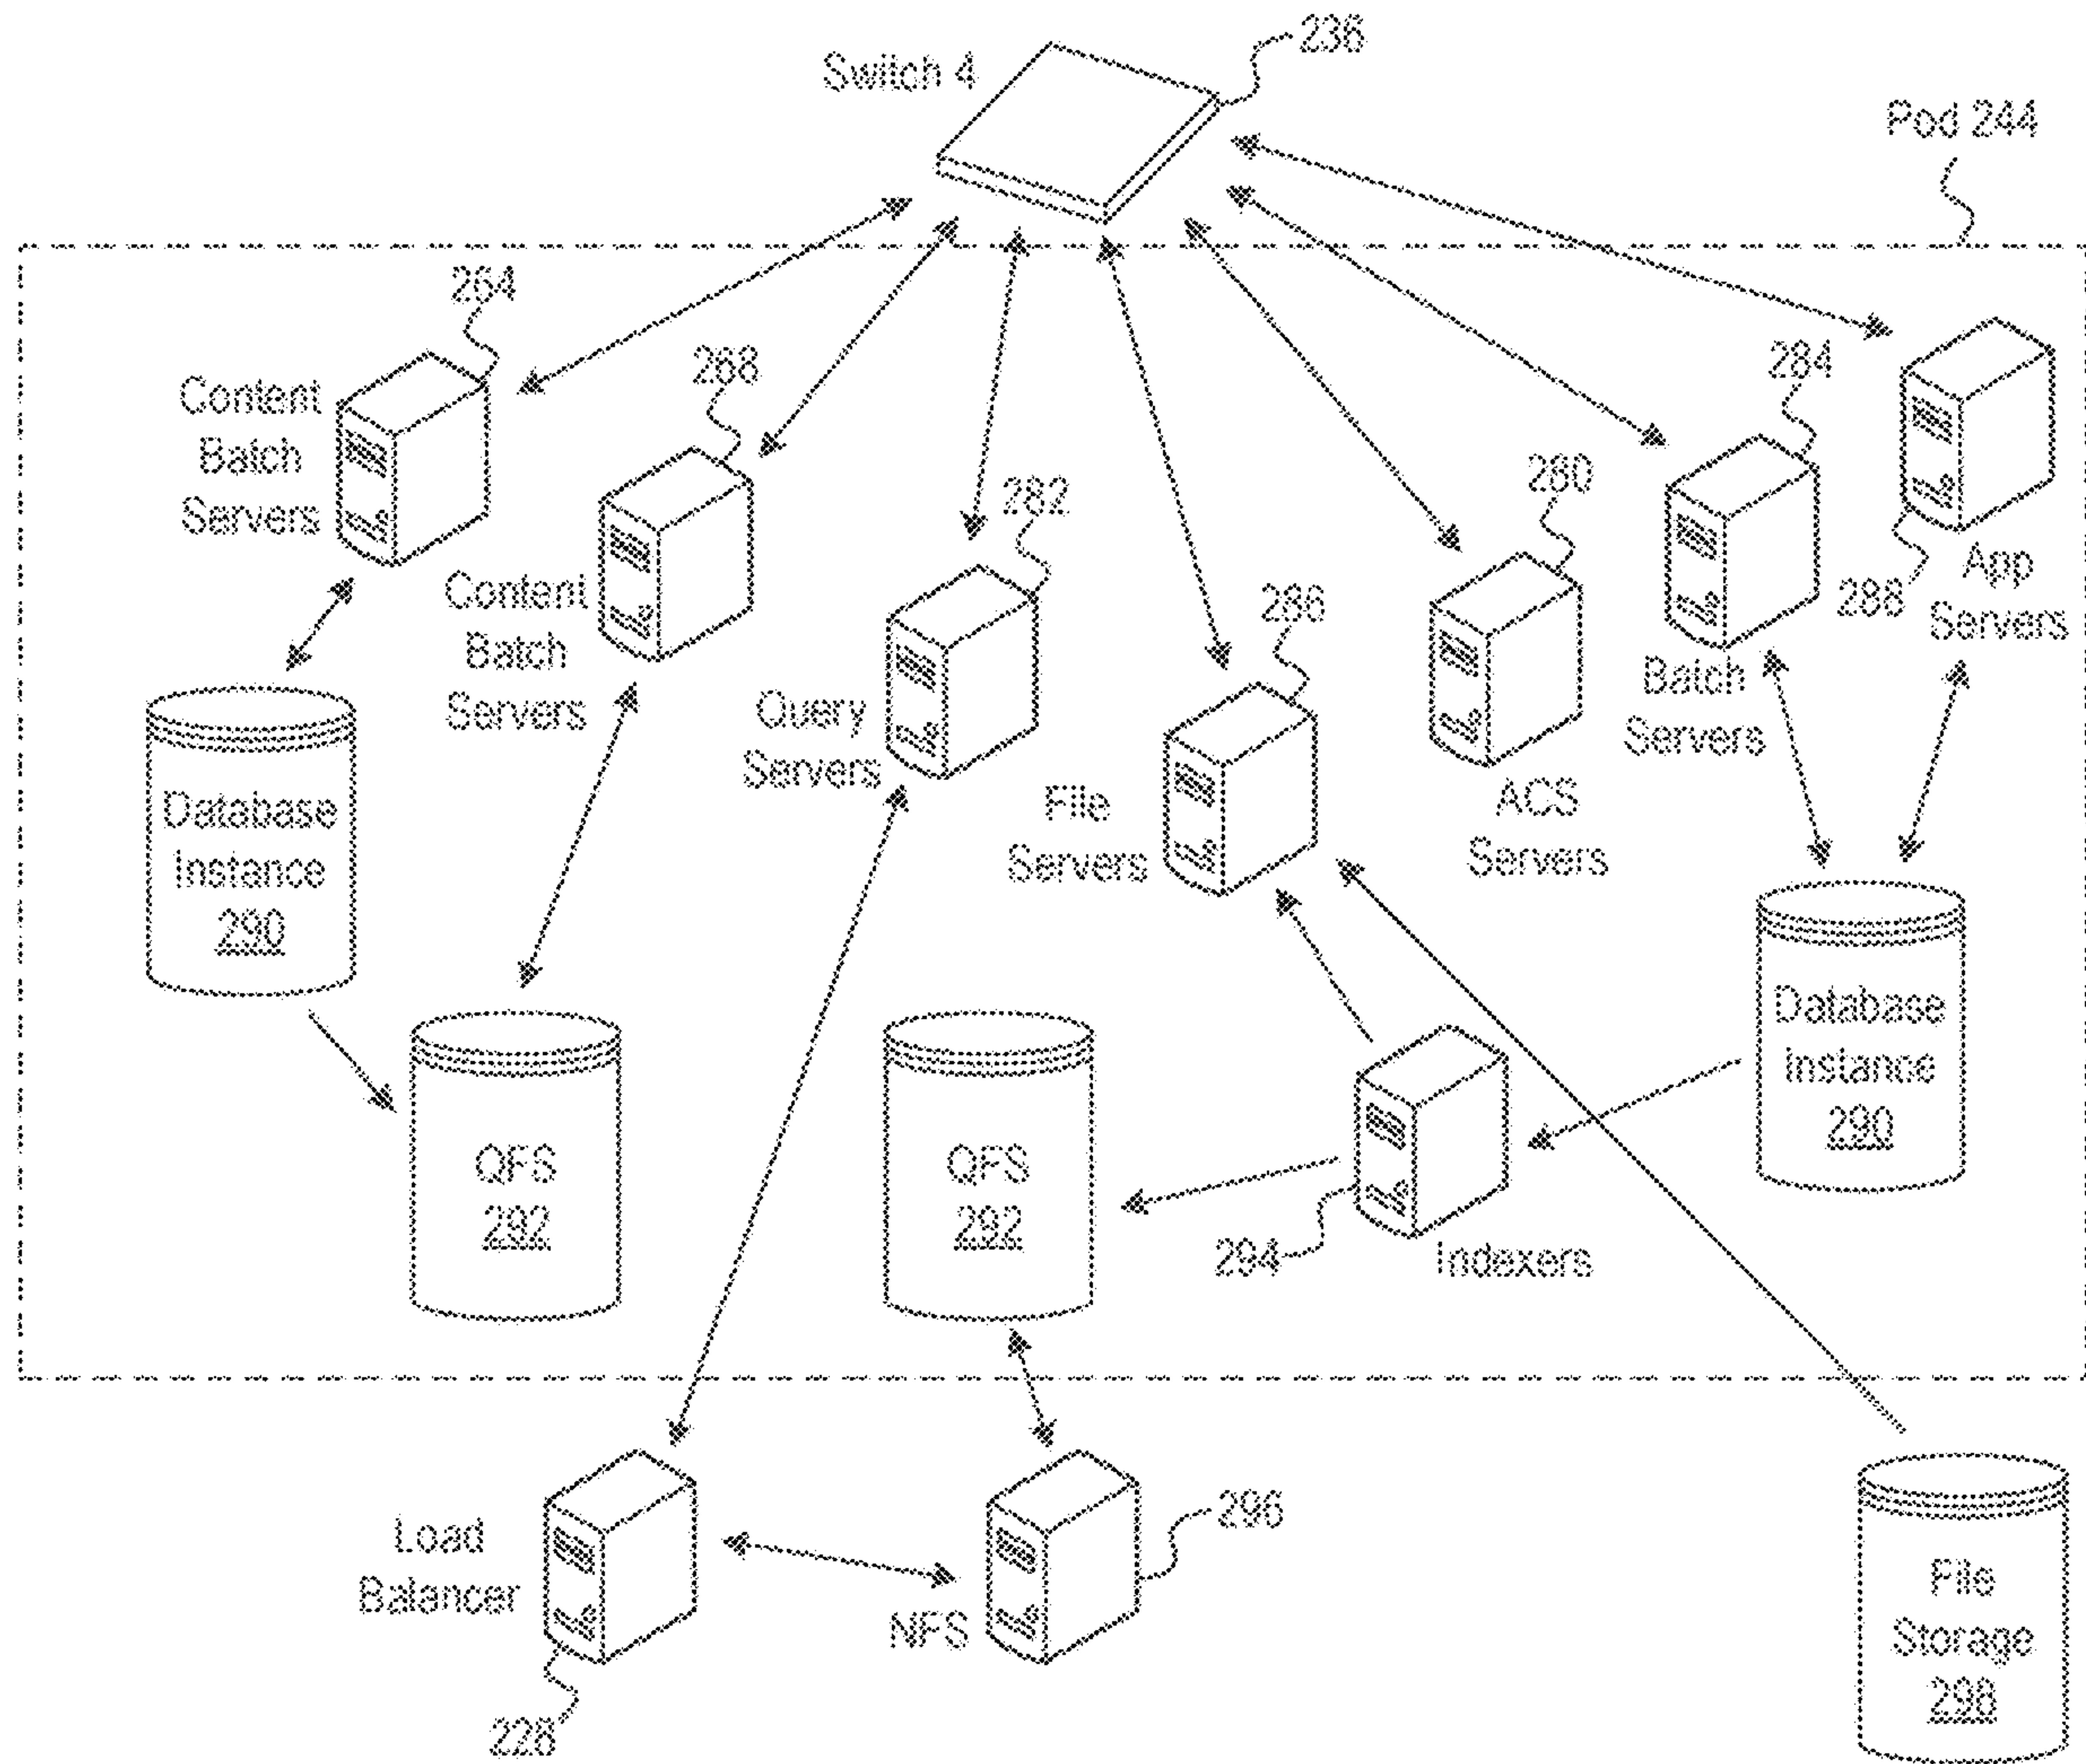 236
Switch 4
Pod 244
264
Content
Batch
Servers
268
Content
Batch
Servers
282
Query
Servers
286
File
Servers
280
ACS
Servers
284
Batch
Servers
288
App
Servers
Database
Instance
290
QFS
292
QFS
292
294
Indexers
Database
Instance
290
Load
Balancer
228
NFS
296
File
Storage
298